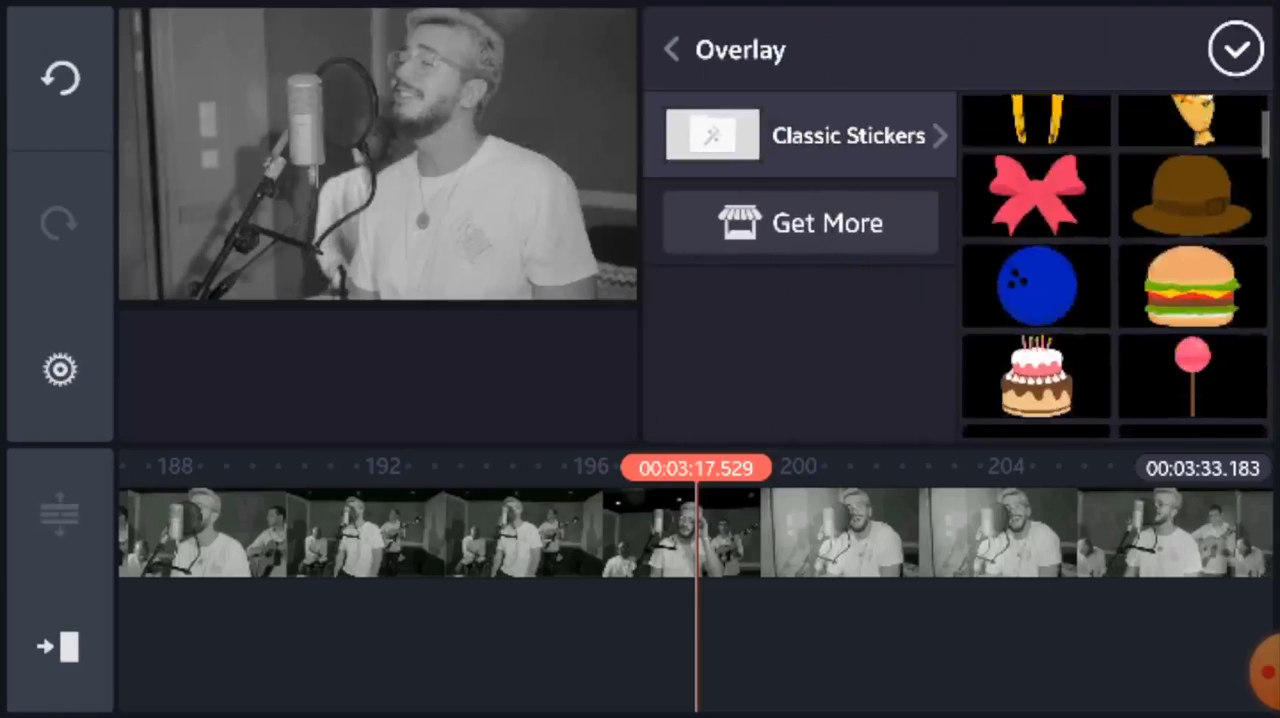 Overlay
Classic Stickers
Get More
188
192
196
00:03:17.529
200
204
00:03:33.183